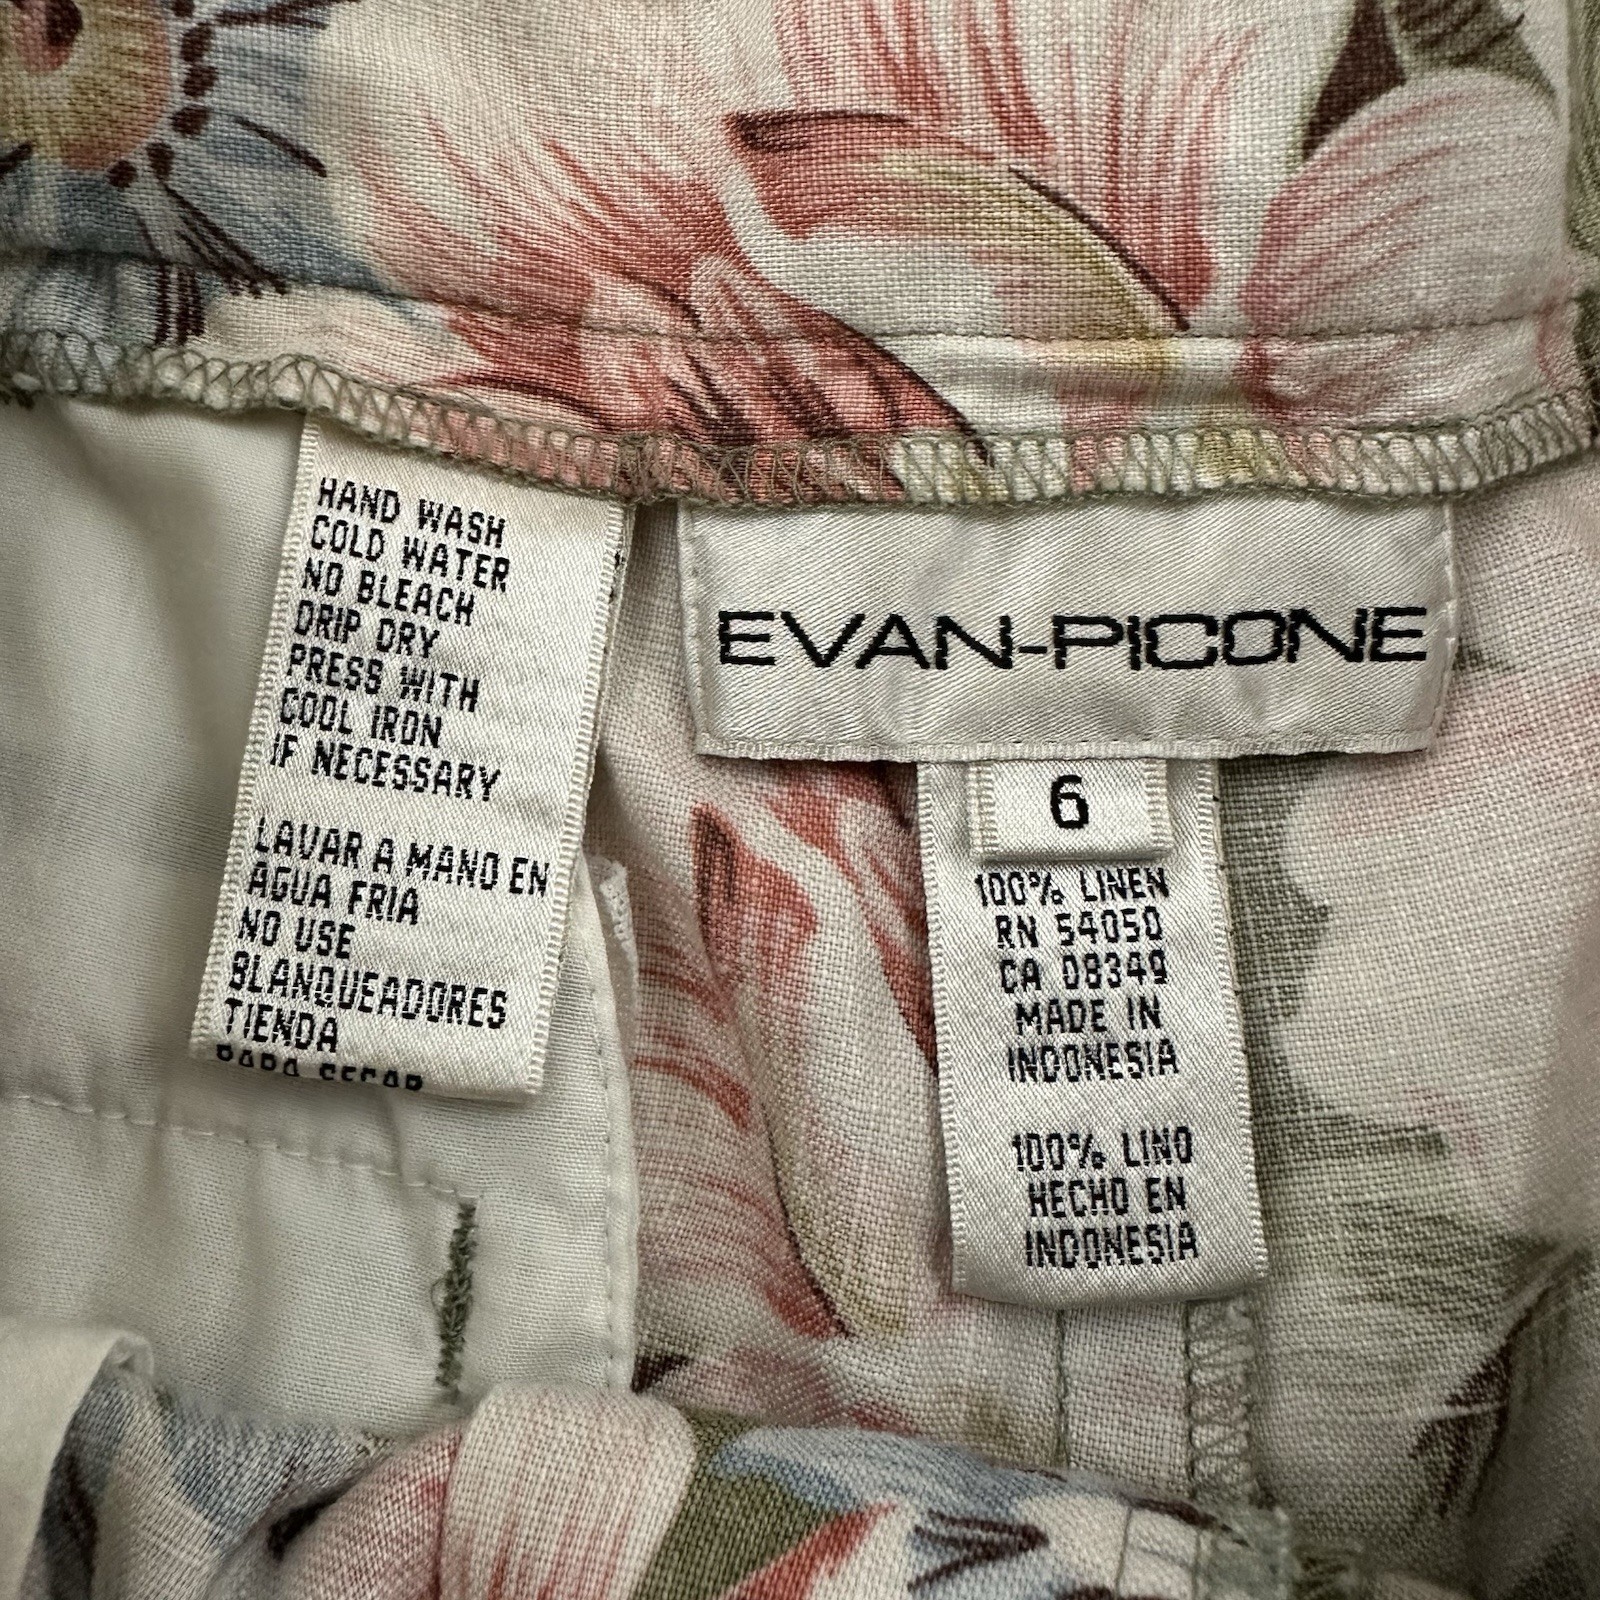 HAND WASH
COLD WATER
NO BLEACH
DRIP DRY
PRESS WITH
COOL IRON
IF NECESSARY
LAVAR A MANO EN
AGUA FRIA
NO USE
BLANQUEADORES
TIENDA
PARA SECAR
EVAN-PICONE
6
100% LINEN
RN 54050
CA 08349
MADE IN
INDONESIA
100% LINO
HECHO EN
INDONESIA